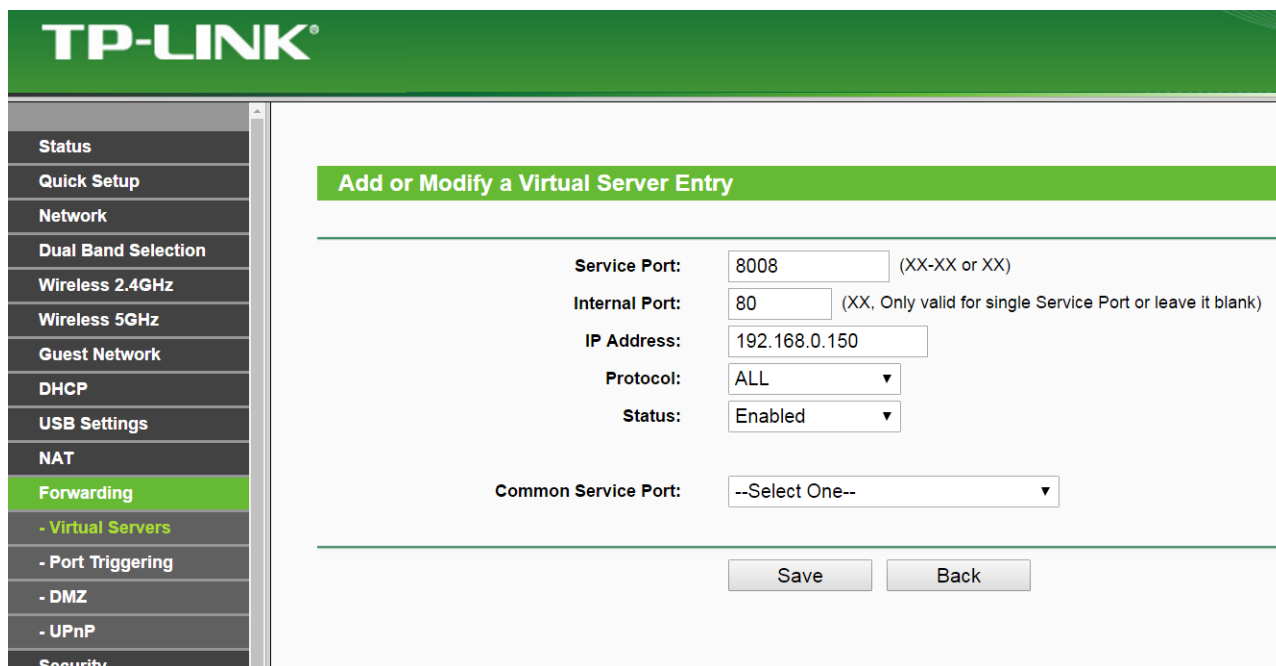 TP-LINK®
Status
Quick Setup
Network
Dual Band Selection
Wireless 2.4GHz
Wireless 5GHz
Guest Network
DHCP
USB Settings
NAT
Forwarding
- Virtual Servers
- Port Triggering
- DMZ
- UPnP
Security
Add or Modify a Virtual Server Entry
Service Port: 8008 (XX-XX or XX)
Internal Port: 80 (XX, Only valid for single Service Port or leave it blank)
IP Address: 192.168.0.150
Protocol: ALL
Status: Enabled
Common Service Port: --Select One--
Save Back